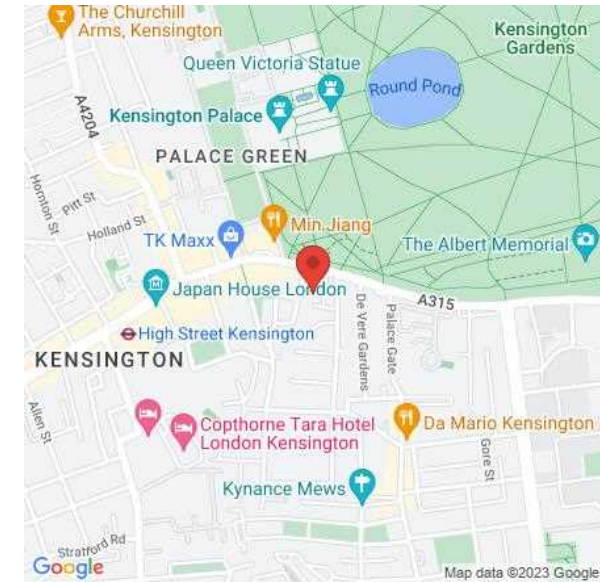 The Churchill
Arms, Kensington
Kensington
Gardens
Queen Victoria Statue
Round Pond
A4204
Kensington Palace
PALACE GREEN
Hornton St
Pitt St
Holland St
Min Jiang
TK Maxx
The Albert Memorial
Japan House London
A315
De Vere Gardens
Palace Gate
High Street Kensington
KENSINGTON
Allen St
Copthorne Tara Hotel
London Kensington
Da Mario Kensington
Gore St
Kynance Mews
Stratford Rd
Google
Map data ©2023 Google